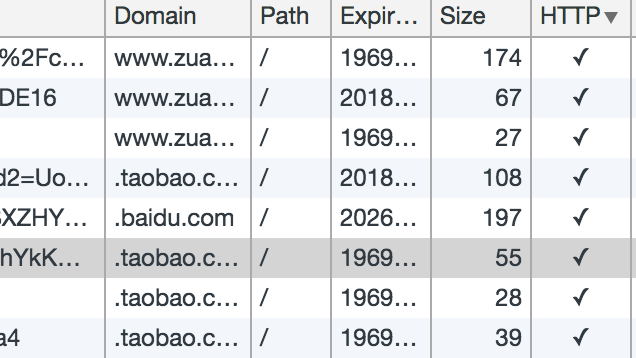 Domain Path Expir... Size HTTP▼
%2Fc... www.zua... / 1969... 174 ✓
DE16 www.zua... / 2018... 67 ✓
www.zua... / 1969... 27 ✓
d2=Uo... .taobao.c... / 2018... 108 ✓
XZHY... .baidu.com / 2026... 197 ✓
hYkK... .taobao.c... / 1969... 55 ✓
.taobao.c... / 1969... 28 ✓
a4 .taobao.c... / 1969... 39 ✓